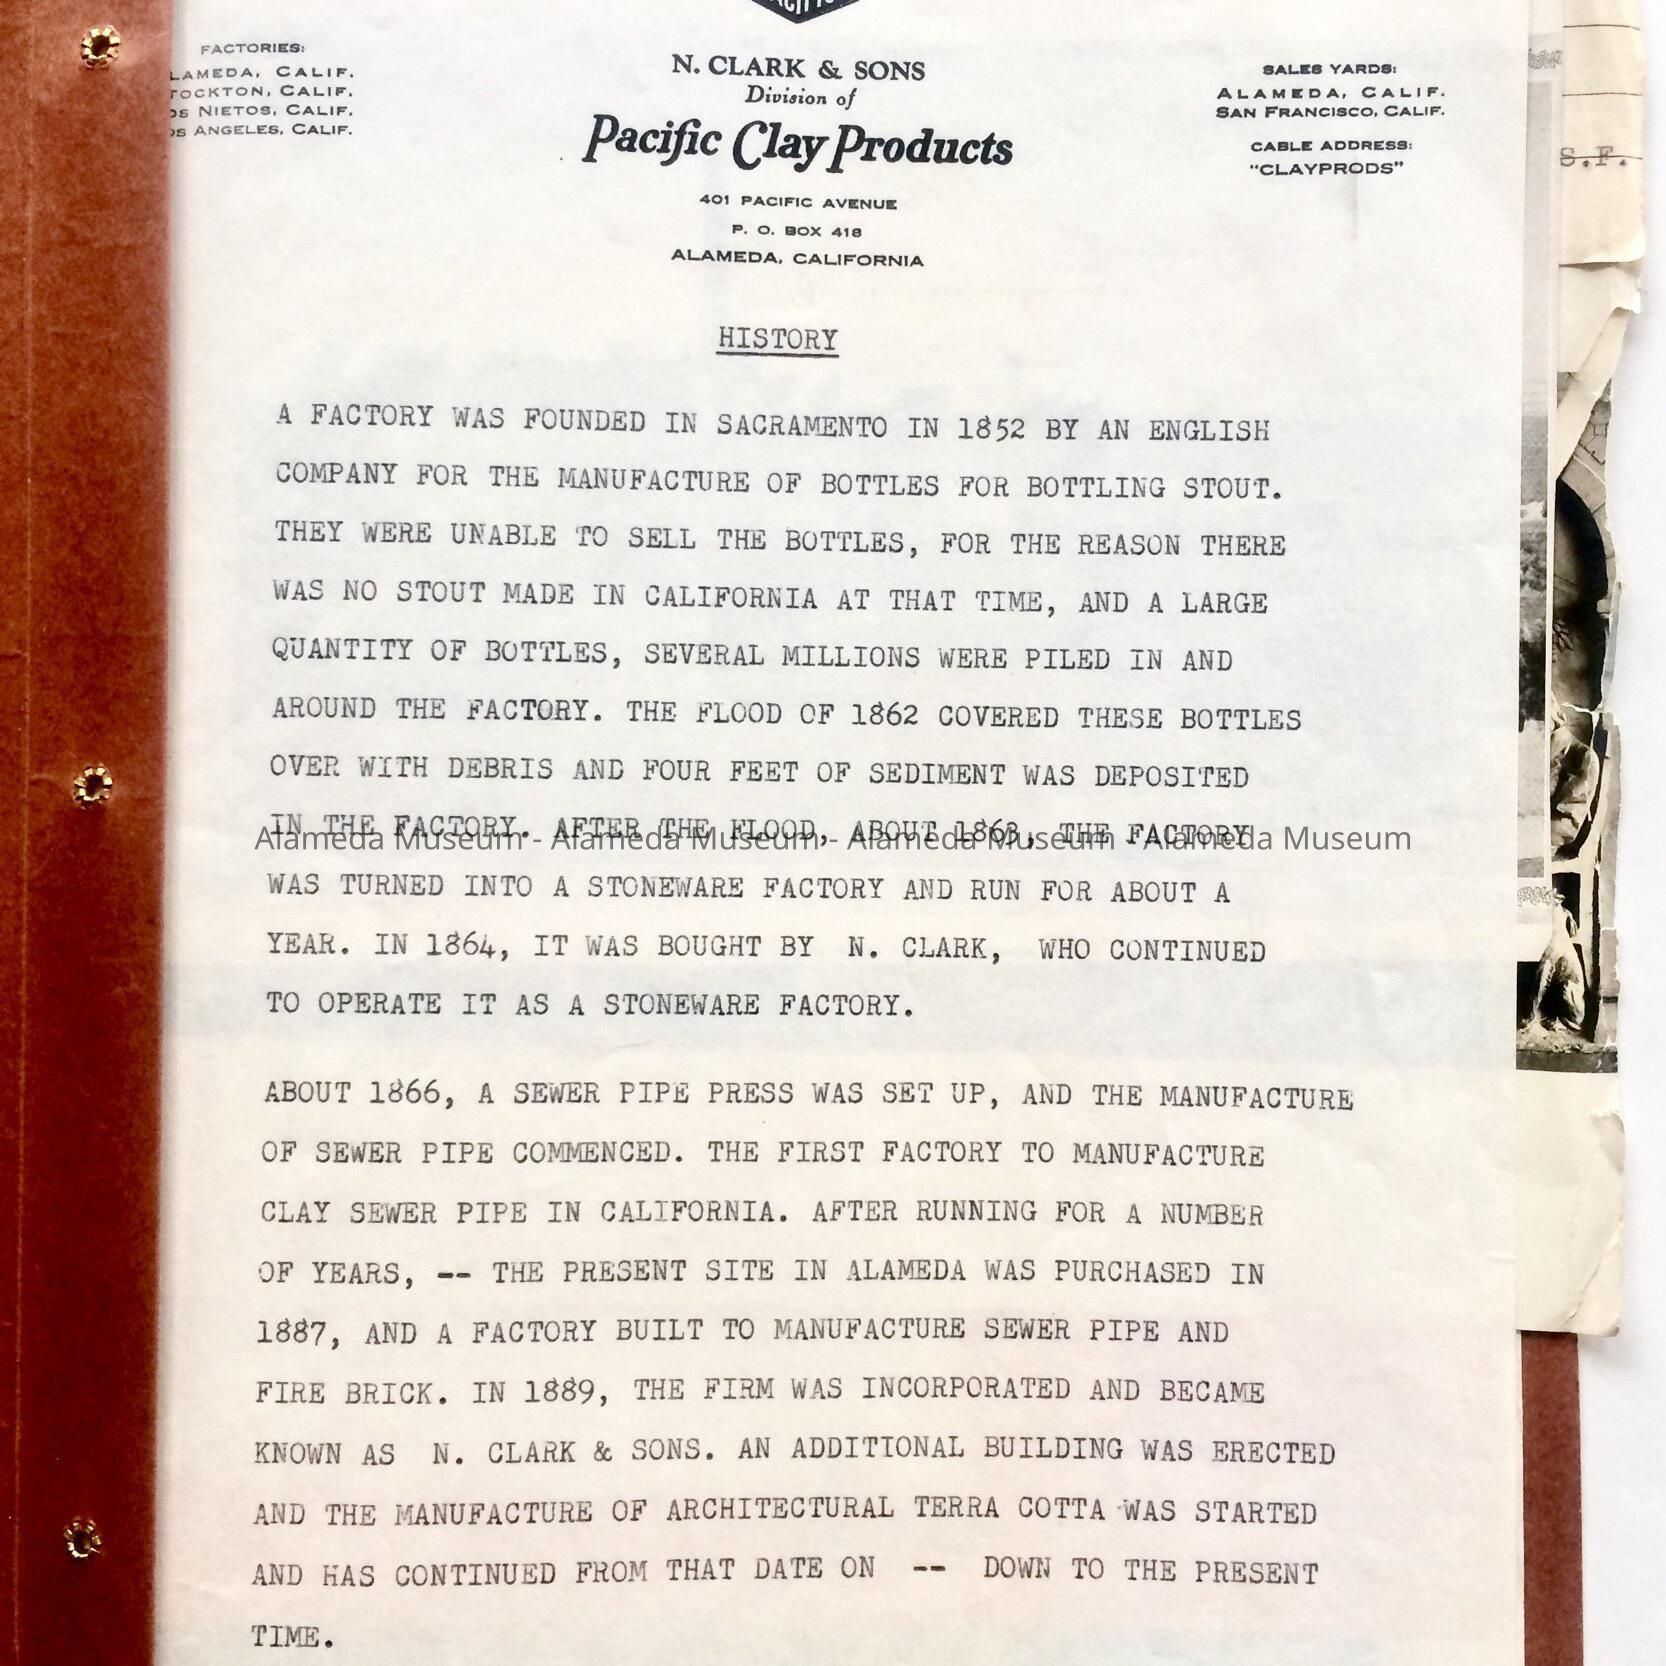 FACTORIES:
LAMEDA, CALIF.
TOCKTON, CALIF.
OS NIETOS, CALIF.
OS ANGELES, CALIF.
N. CLARK & SONS
Division of
Pacific Clay Products
401 PACIFIC AVENUE
P. O. BOX 418
ALAMEDA, CALIFORNIA
SALES YARDS:
ALAMEDA, CALIF.
SAN FRANCISCO, CALIF.
CABLE ADDRESS:
"CLAYPRODS"
S.F.
HISTORY
A FACTORY WAS FOUNDED IN SACRAMENTO IN 1852 BY AN ENGLISH
COMPANY FOR THE MANUFACTURE OF BOTTLES FOR BOTTLING STOUT.
THEY WERE UNABLE TO SELL THE BOTTLES, FOR THE REASON THERE
WAS NO STOUT MADE IN CALIFORNIA AT THAT TIME, AND A LARGE
QUANTITY OF BOTTLES, SEVERAL MILLIONS WERE PILED IN AND
AROUND THE FACTORY. THE FLOOD OF 1862 COVERED THESE BOTTLES
OVER WITH DEBRIS AND FOUR FEET OF SEDIMENT WAS DEPOSITED
IN THE FACTORY. AFTER THE FLOOD, ABOUT 1863, THE FACTORY
Alameda Museum - Alameda Museum - Alameda Museum - Alameda Museum
WAS TURNED INTO A STONEWARE FACTORY AND RUN FOR ABOUT A
YEAR. IN 1864, IT WAS BOUGHT BY N. CLARK, WHO CONTINUED
TO OPERATE IT AS A STONEWARE FACTORY.
ABOUT 1866, A SEWER PIPE PRESS WAS SET UP, AND THE MANUFACTURE
OF SEWER PIPE COMMENCED. THE FIRST FACTORY TO MANUFACTURE
CLAY SEWER PIPE IN CALIFORNIA. AFTER RUNNING FOR A NUMBER
OF YEARS, -- THE PRESENT SITE IN ALAMEDA WAS PURCHASED IN
1887, AND A FACTORY BUILT TO MANUFACTURE SEWER PIPE AND
FIRE BRICK. IN 1889, THE FIRM WAS INCORPORATED AND BECAME
KNOWN AS N. CLARK & SONS. AN ADDITIONAL BUILDING WAS ERECTED
AND THE MANUFACTURE OF ARCHITECTURAL TERRA COTTA WAS STARTED
AND HAS CONTINUED FROM THAT DATE ON -- DOWN TO THE PRESENT
TIME.